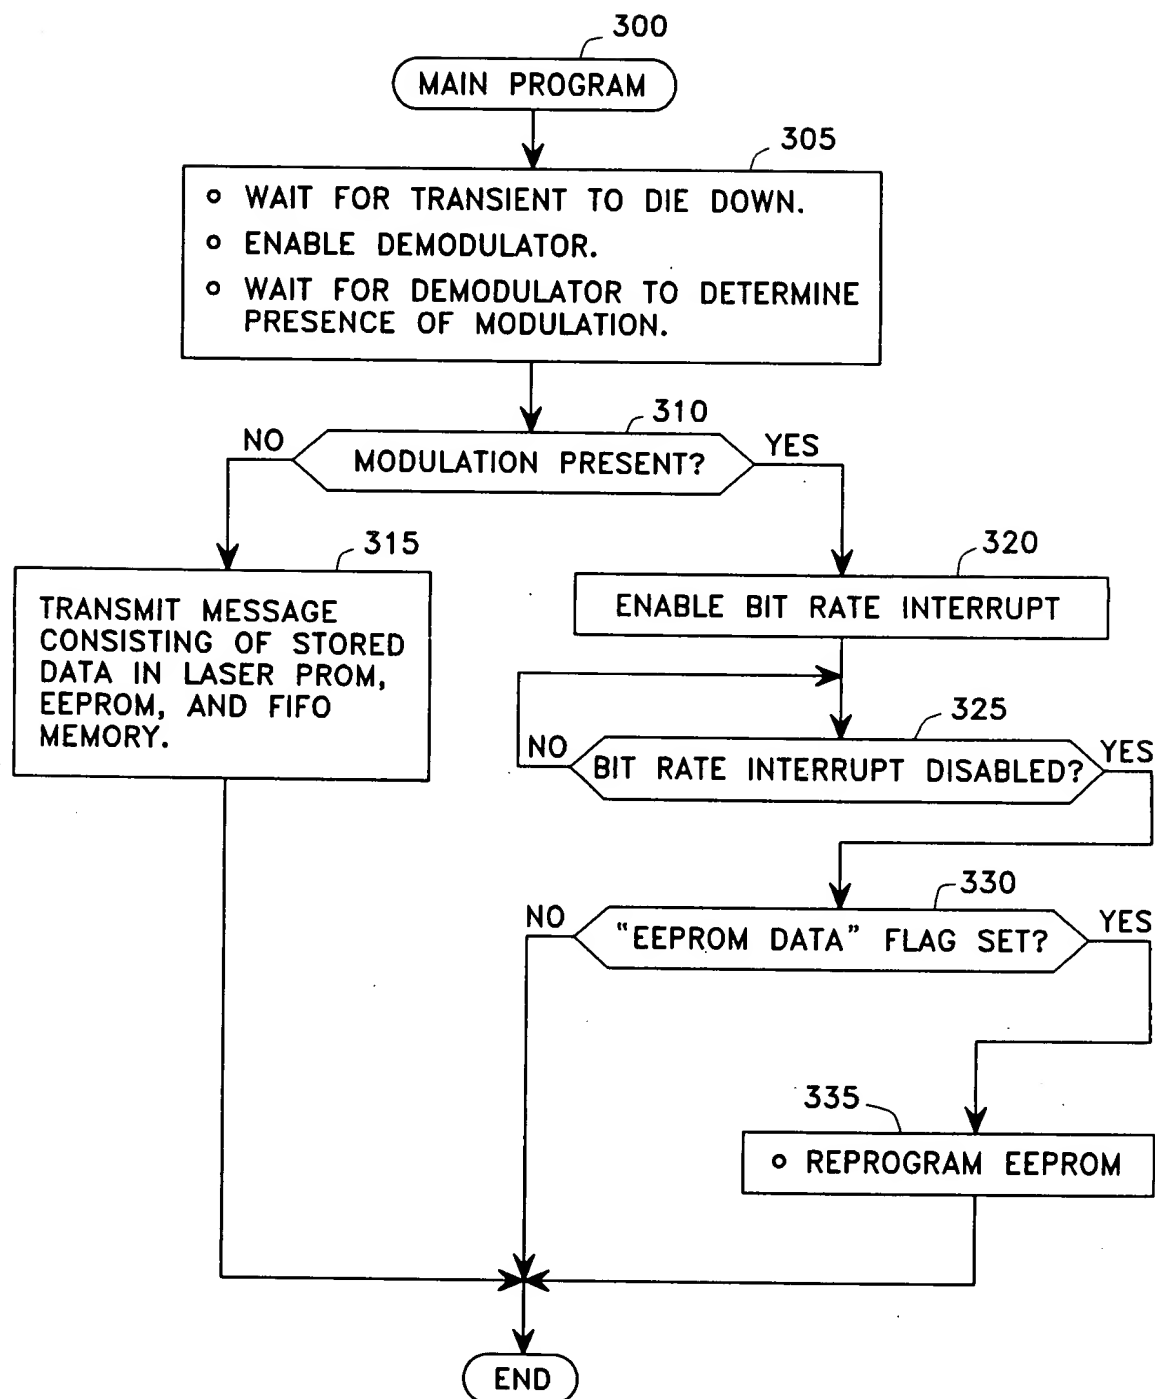 300
MAIN PROGRAM
305
o WAIT FOR TRANSIENT TO DIE DOWN.
o ENABLE DEMODULATOR.
o WAIT FOR DEMODULATOR TO DETERMINE
PRESENCE OF MODULATION.
310
NO
MODULATION PRESENT?
YES
315
TRANSMIT MESSAGE
CONSISTING OF STORED
DATA IN LASER PROM,
EEPROM, AND FIFO
MEMORY.
320
ENABLE BIT RATE INTERRUPT
325
NO
BIT RATE INTERRUPT DISABLED?
YES
330
NO
“EEPROM DATA” FLAG SET?
YES
335
o REPROGRAM EEPROM
END